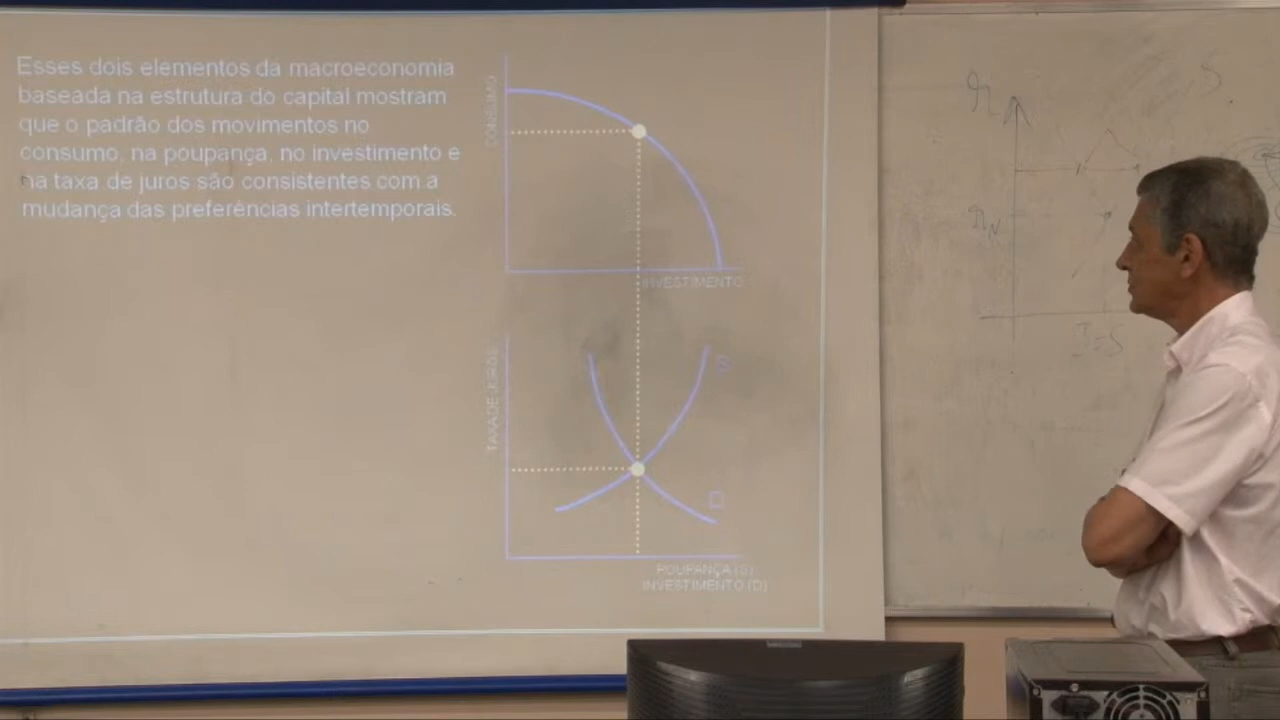 Esses dois elementos da macroeconomia
baseada na estrutura do capital mostram
que o padrão dos movimentos no
consumo, na poupança, no investimento e
na taxa de juros são consistentes com a
mudança das preferências intertemporais.
CONSUMO
INVESTIMENTO
TAXA DE JUROS
S
D
POUPANÇA (S)
INVESTIMENTO (D)
S
I=S